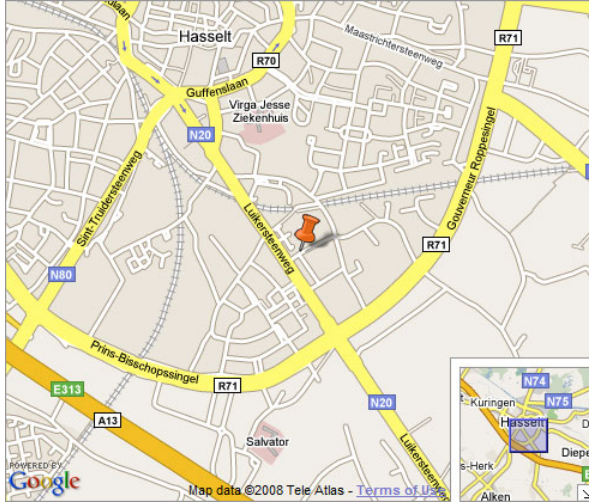 Hasselt
R71
Maastrichtersteenweg
R70
Guffenslaan
Virga Jesse
Ziekenhuis
N20
Sint-Truidersteenweg
Luikersteenweg
Gouverneur Roppesingel
R71
N80
Prins-Bisschopssingel
R71
E313
A13
N20
Salvator
Luikersteenweg
N74
Kuringen
N75
Hasselt
Diepe
s-Herk
Alken
POWERED BY
Google
Map data ©2008 Tele Atlas - Terms of Us